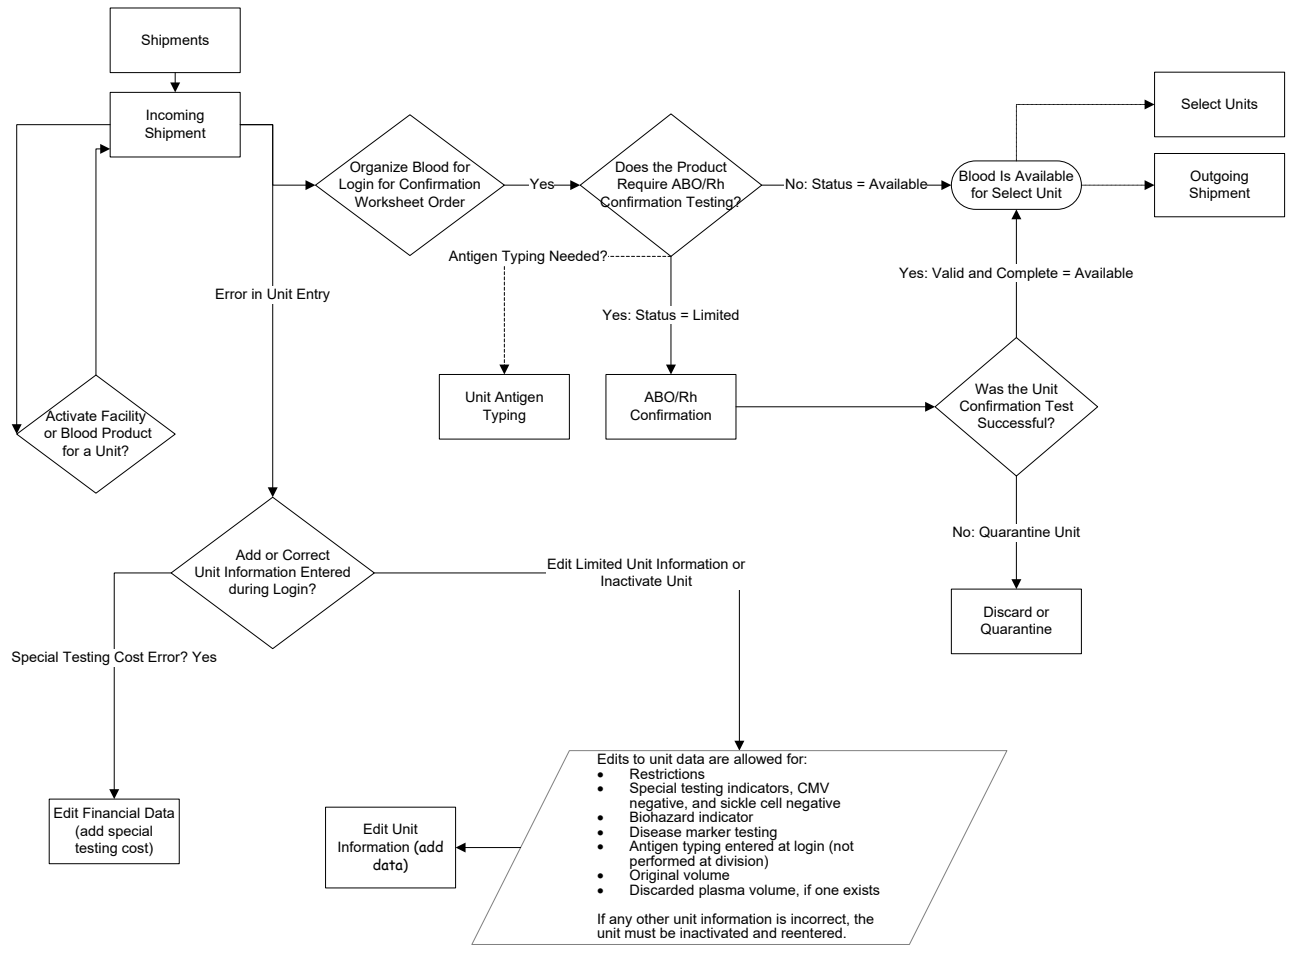 Shipments
Incoming
Shipment
Select Units
Organize Blood for
Login for Confirmation
Worksheet Order
Yes
Does the Product
Require ABO/Rh
Confirmation Testing?
No: Status = Available
Blood Is Available
for Select Unit
Outgoing
Shipment
Antigen Typing Needed?
Yes: Valid and Complete = Available
Error in Unit Entry
Yes: Status = Limited
Activate Facility
or Blood Product
for a Unit?
Unit Antigen
Typing
ABO/Rh
Confirmation
Was the Unit
Confirmation Test
Successful?
No: Quarantine Unit
Add or Correct
Unit Information Entered
during Login?
Edit Limited Unit Information or
Inactivate Unit
Discard or
Quarantine
Special Testing Cost Error? Yes
Edit Financial Data
(add special
testing cost)
Edit Unit
Information (add
data)
Edits to unit data are allowed for:
• Restrictions
• Special testing indicators, CMV
negative, and sickle cell negative
• Biohazard indicator
• Disease marker testing
• Antigen typing entered at login (not
performed at division)
• Original volume
• Discarded plasma volume, if one exists
If any other unit information is incorrect, the
unit must be inactivated and reentered.